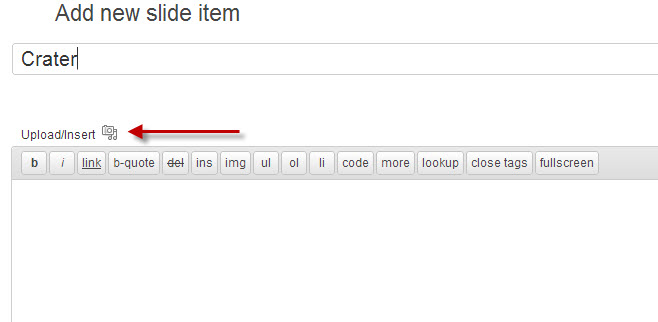 Add new slide item
Crater
Upload/Insert
b i link b-quote del ins img ul ol li code more lookup close tags fullscreen